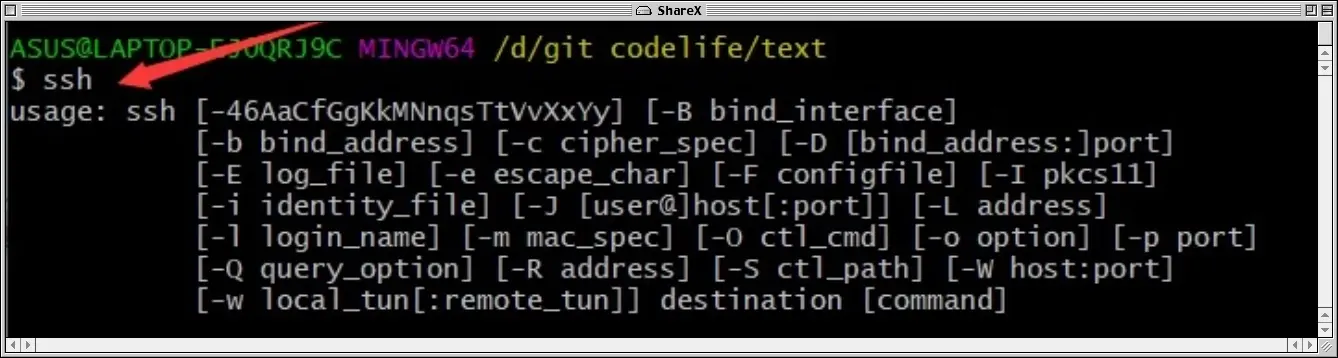 ShareX
ASUS@LAPTOP-EJOQRJ9C MINGW64 /d/git codelife/text
$ ssh
usage: ssh [-46AaCfGgKkMNnqsTtVvXxYy] [-B bind_interface]
[-b bind_address] [-c cipher_spec] [-D [bind_address:]port]
[-E log_file] [-e escape_char] [-F configfile] [-I pkcs11]
[-i identity_file] [-J [user@]host[:port]] [-L address]
[-l login_name] [-m mac_spec] [-O ctl_cmd] [-o option] [-p port]
[-Q query_option] [-R address] [-S ctl_path] [-W host:port]
[-w local_tun[:remote_tun]] destination [command]